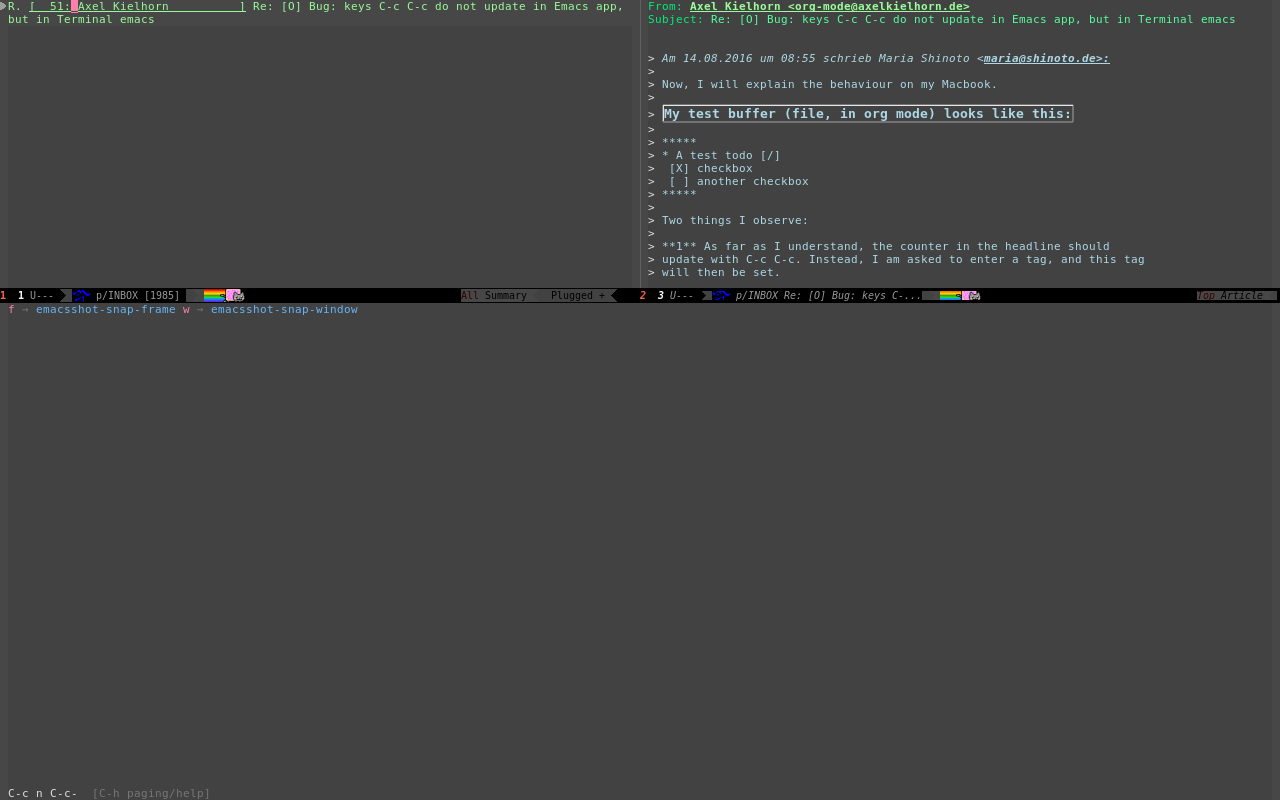 R. [  51: Axel Kielhorn          ] Re: [O] Bug: keys C-c C-c do not update in Emacs app,
but in Terminal emacs
1 1 U--- p/INBOX [1985] All Summary Plugged +
From: Axel Kielhorn <org-mode@axelkielhorn.de>
Subject: Re: [O] Bug: keys C-c C-c do not update in Emacs app, but in Terminal emacs
> Am 14.08.2016 um 08:55 schrieb Maria Shinoto <maria@shinoto.de>:
>
> Now, I will explain the behaviour on my Macbook.
>
> My test buffer (file, in org mode) looks like this:
>
> *****
> * A test todo [/]
>  [X] checkbox
>  [ ] another checkbox
> *****
>
> Two things I observe:
>
> **1** As far as I understand, the counter in the headline should
> update with C-c C-c. Instead, I am asked to enter a tag, and this tag
> will then be set.
2 3 U--- p/INBOX Re: [O] Bug: keys C-... Top Article
f → emacsshot-snap-frame w → emacsshot-snap-window
C-c n C-c-  [C-h paging/help]